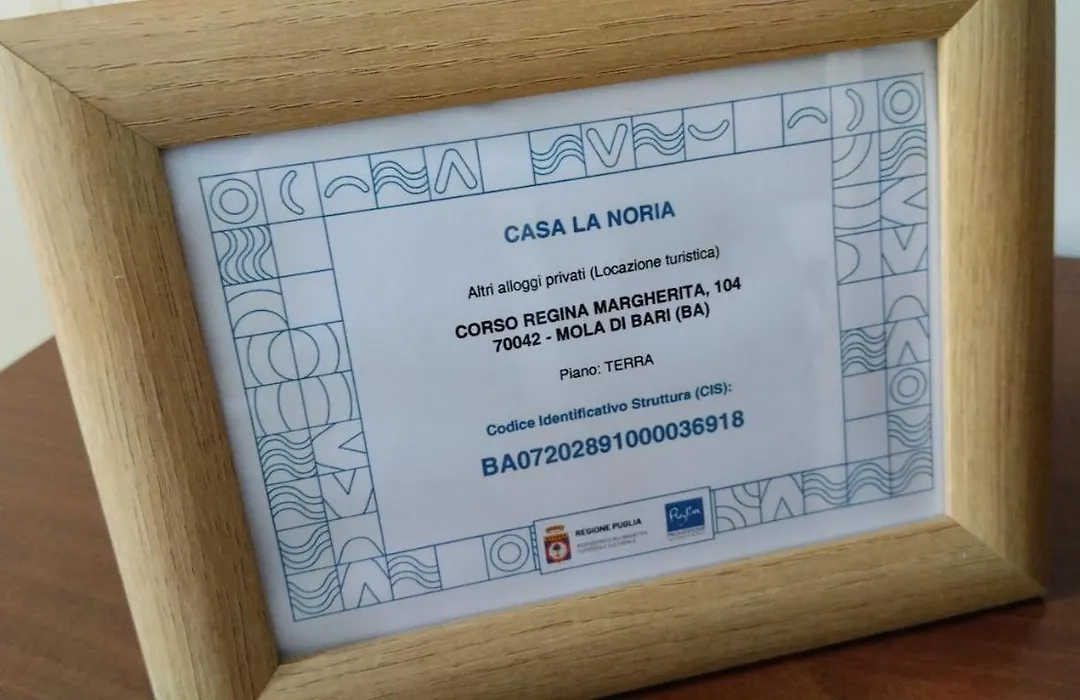 CASA LA NORIA
Altri alloggi privati (Locazione turistica)
CORSO REGINA MARGHERITA, 104
70042 - MOLA DI BARI (BA)
Piano: TERRA
Codice Identificativo Struttura (CIS):
BA07202891000036918
REGIONE PUGLIA
Puglia